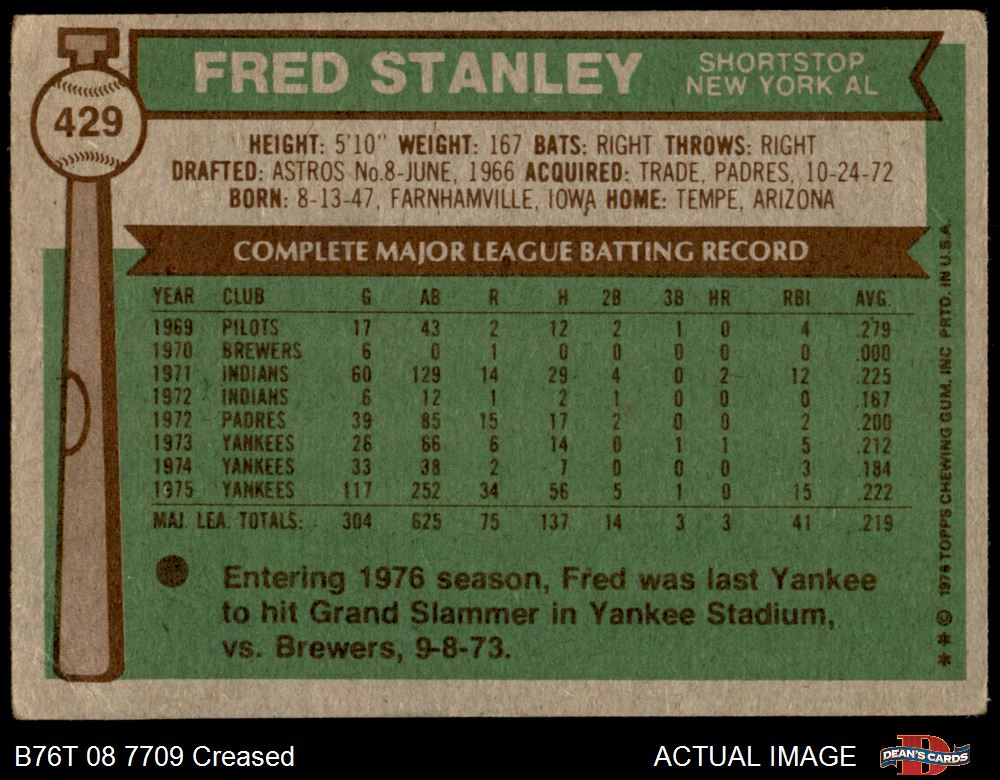 429
FRED STANLEY
SHORTSTOP
NEW YORK AL
HEIGHT: 5'10" WEIGHT: 167 BATS: RIGHT THROWS: RIGHT
DRAFTED: ASTROS No.8-JUNE, 1966 ACQUIRED: TRADE, PADRES, 10-24-72
BORN: 8-13-47, FARNHAMVILLE, IOWA HOME: TEMPE, ARIZONA
COMPLETE MAJOR LEAGUE BATTING RECORD
YEAR CLUB G AB R H 2B 3B HR RBI AVG.
1969 PILOTS 17 43 2 12 2 1 0 4 .279
1970 BREWERS 6 0 1 0 0 0 0 0 .000
1971 INDIANS 60 129 14 29 4 0 2 12 .225
1972 INDIANS 6 12 1 2 1 0 0 0 .167
1972 PADRES 39 85 15 17 2 0 0 2 .200
1973 YANKEES 26 66 6 14 0 1 1 5 .212
1974 YANKEES 33 38 2 7 0 0 0 3 .184
1975 YANKEES 117 252 34 56 5 1 0 15 .222
MAJ. LEA. TOTALS: 304 625 75 137 14 3 3 41 .219
Entering 1976 season, Fred was last Yankee
to hit Grand Slammer in Yankee Stadium,
vs. Brewers, 9-8-73.
** © 1976 TOPPS CHEWING GUM, INC PRTD. IN U.S.A.
B76T 08 7709 Creased
ACTUAL IMAGE
DEAN'S CARDS